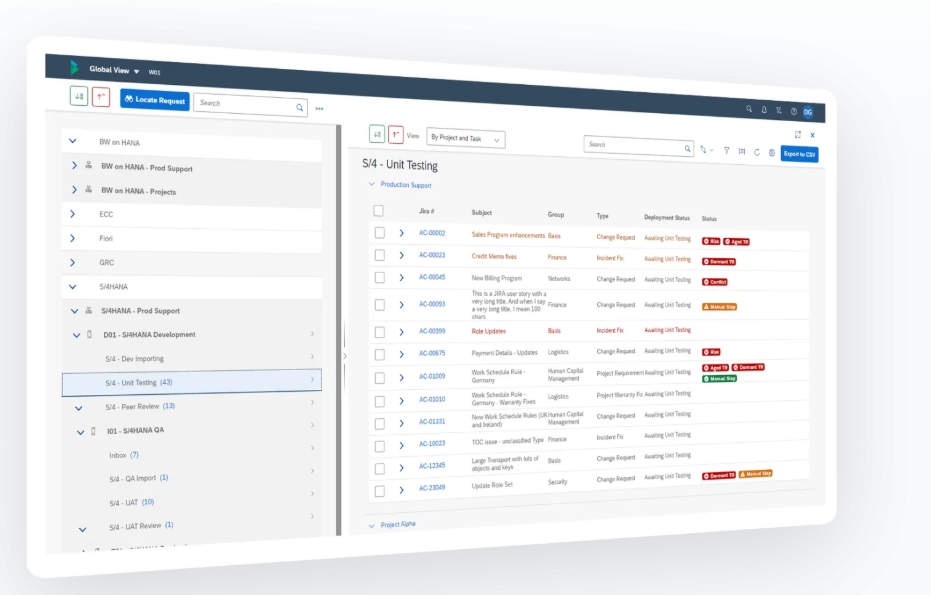 Global View W01
Locate Request Search
BW on HANA
BW on HANA - Prod Support
BW on HANA - Projects
ECC
Fiori
GRC
S/4HANA
S/4HANA - Prod Support
D01 - S/4HANA Development
S/4 - Dev Importing
S/4 - Unit Testing (43)
S/4 - Peer Review (13)
I01 - S/4HANA QA
Inbox (7)
S/4 - QA Import (1)
S/4 - UAT (10)
S/4 - UAT Review (1)
DG
View By Project and Task Search Export to CSV
S/4 - Unit Testing
Production Support
Jira # Subject Group Type Deployment Status Status
AC-00002 Sales Program enhancements Basis Change Request Awaiting Unit Testing Risk Aged TR
AC-00023 Credit Memo fixes Finance Incident Fix Awaiting Unit Testing Dormant TR
AC-00045 New Billing Program Networks Change Request Awaiting Unit Testing Conflict
This is a JIRA user story with a
very long title. And when I say
AC-00093 a very long title, I mean 100 Finance Change Request Awaiting Unit Testing Manual Step
chars
AC-00399 Role Updates Basis Incident Fix Awaiting Unit Testing
AC-00675 Payment Details - Updates Logistics Change Request Awaiting Unit Testing Risk
AC-01009 Work Schedule Rule - Germany Human Capital Management Project Requirement Awaiting Unit Testing Aged TR Dormant TR Manual Step
AC-01010 Work Schedule Rule - Germany - Warranty Fixes Logistics Project Warranty Fix Awaiting Unit Testing
AC-01331 New Work Schedule Rules (UK and Ireland) Human Capital Management Change Request Awaiting Unit Testing
AC-10023 TOC issue - unclassified Type Finance Incident Fix Awaiting Unit Testing
AC-12345 Large Transport with lots of objects and keys Basis Change Request Awaiting Unit Testing
AC-23049 Update Role Set Security Change Request Awaiting Unit Testing Dormant TR Manual Step
Project Alpha